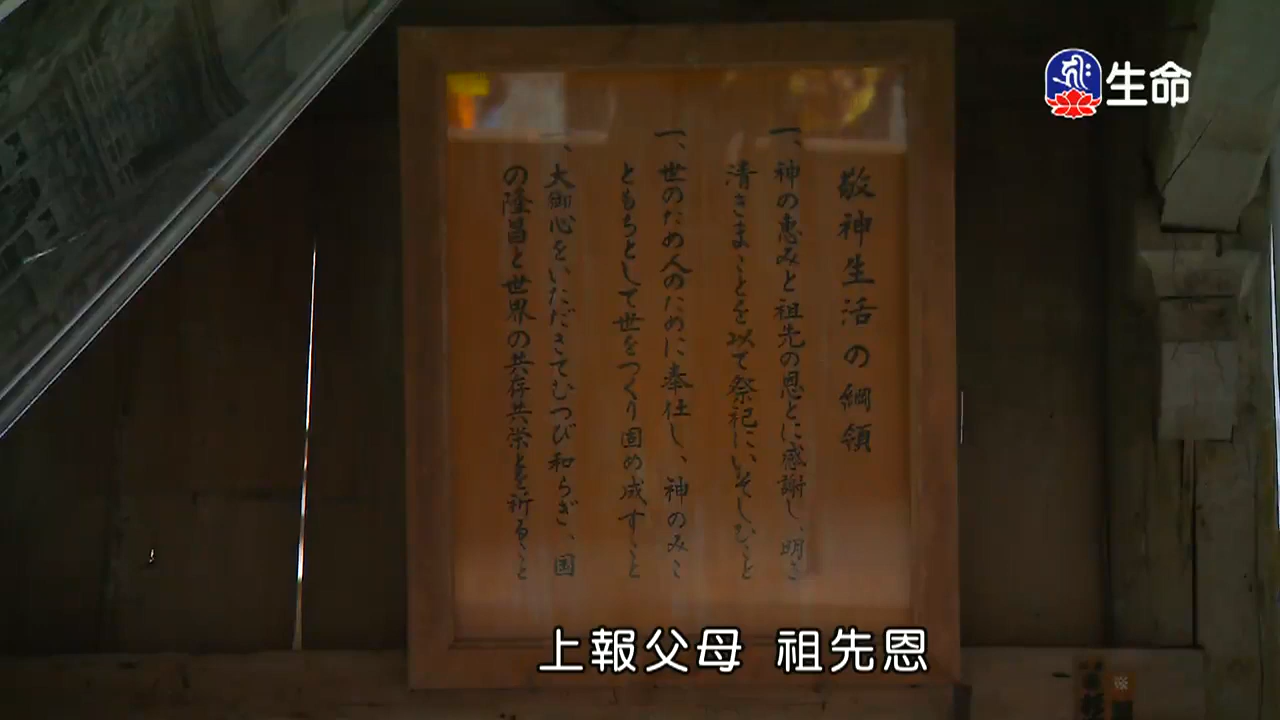 生命
敬神生活の綱領
一、神の恵みと祖先の恩とに感謝し、明き
清きまことを以て祭祀にいそしむこと
一、世のため人のために奉仕し、神のみこ
ともちとして世をつくり固め成すこと
一、大御心をいただきてむつび和らぎ、国
の隆昌と世界の共存共栄とを祈ること
上報父母 祖先恩